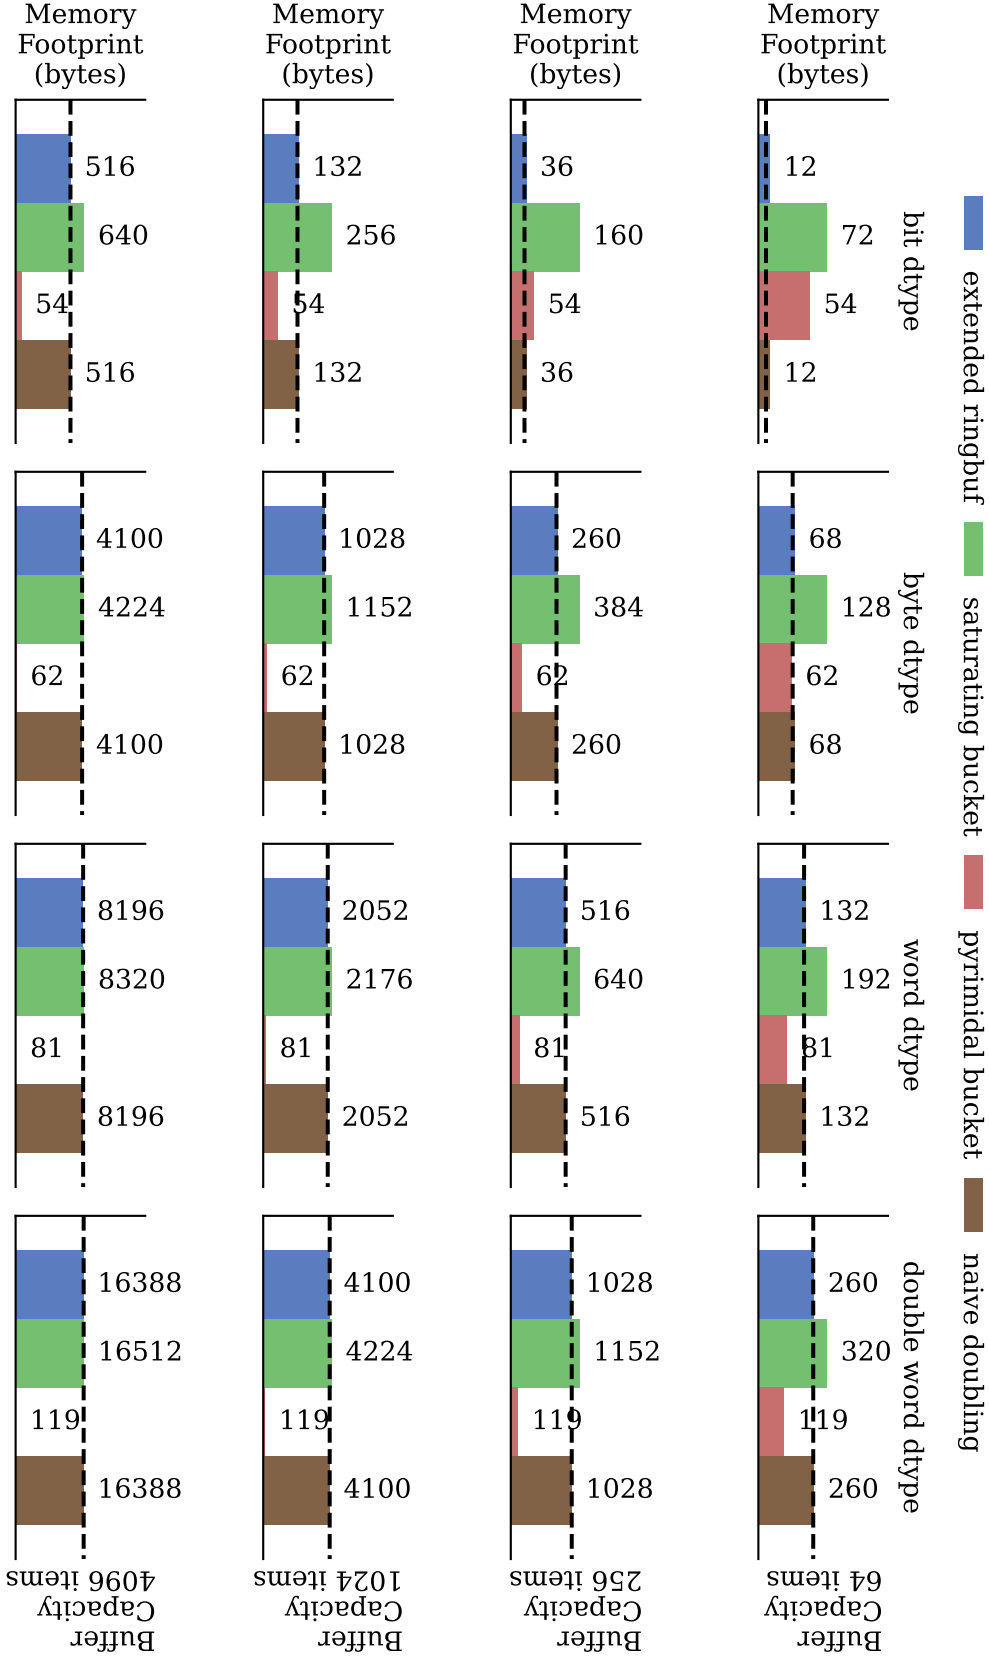 Memory
Footprint
(bytes)
Memory
Footprint
(bytes)
Memory
Footprint
(bytes)
Memory
Footprint
(bytes)
516
640
54
516
132
256
54
132
36
160
54
36
12
72
54
12
bit dtype
4100
4224
62
4100
1028
1152
62
1028
260
384
62
260
68
128
62
68
byte dtype
8196
8320
81
8196
2052
2176
81
2052
516
640
81
516
132
192
81
132
word dtype
16388
16512
119
16388
4100
4224
119
4100
1028
1152
119
1028
260
320
119
260
double word dtype
Buffer
Capacity
4096 items
Buffer
Capacity
1024 items
Buffer
Capacity
256 items
Buffer
Capacity
64 items
extended ringbuf
saturating bucket
pyrimidal bucket
naive doubling